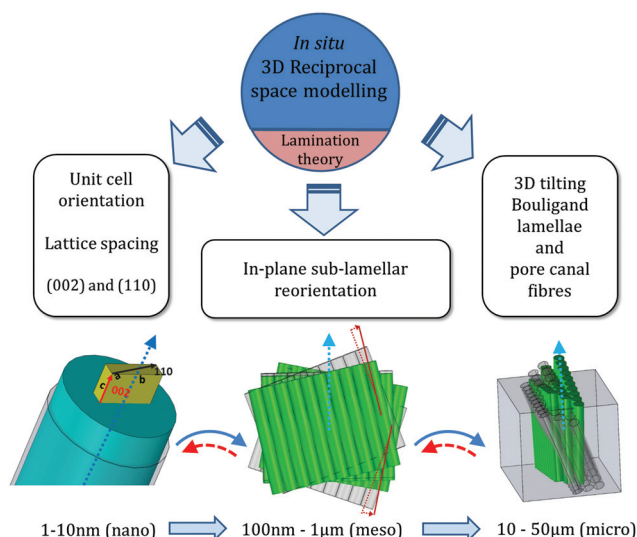 In situ
3D Reciprocal
space modelling
Lamination
theory
Unit cell
orientation
Lattice spacing
(002) and (110)
In-plane sub-lamellar
reorientation
3D tilting
Bouligand
lamellae
and
pore canal
fibres
a
110
c
b
002
1-10nm (nano)
100nm - 1μm (meso)
10 - 50μm (micro)